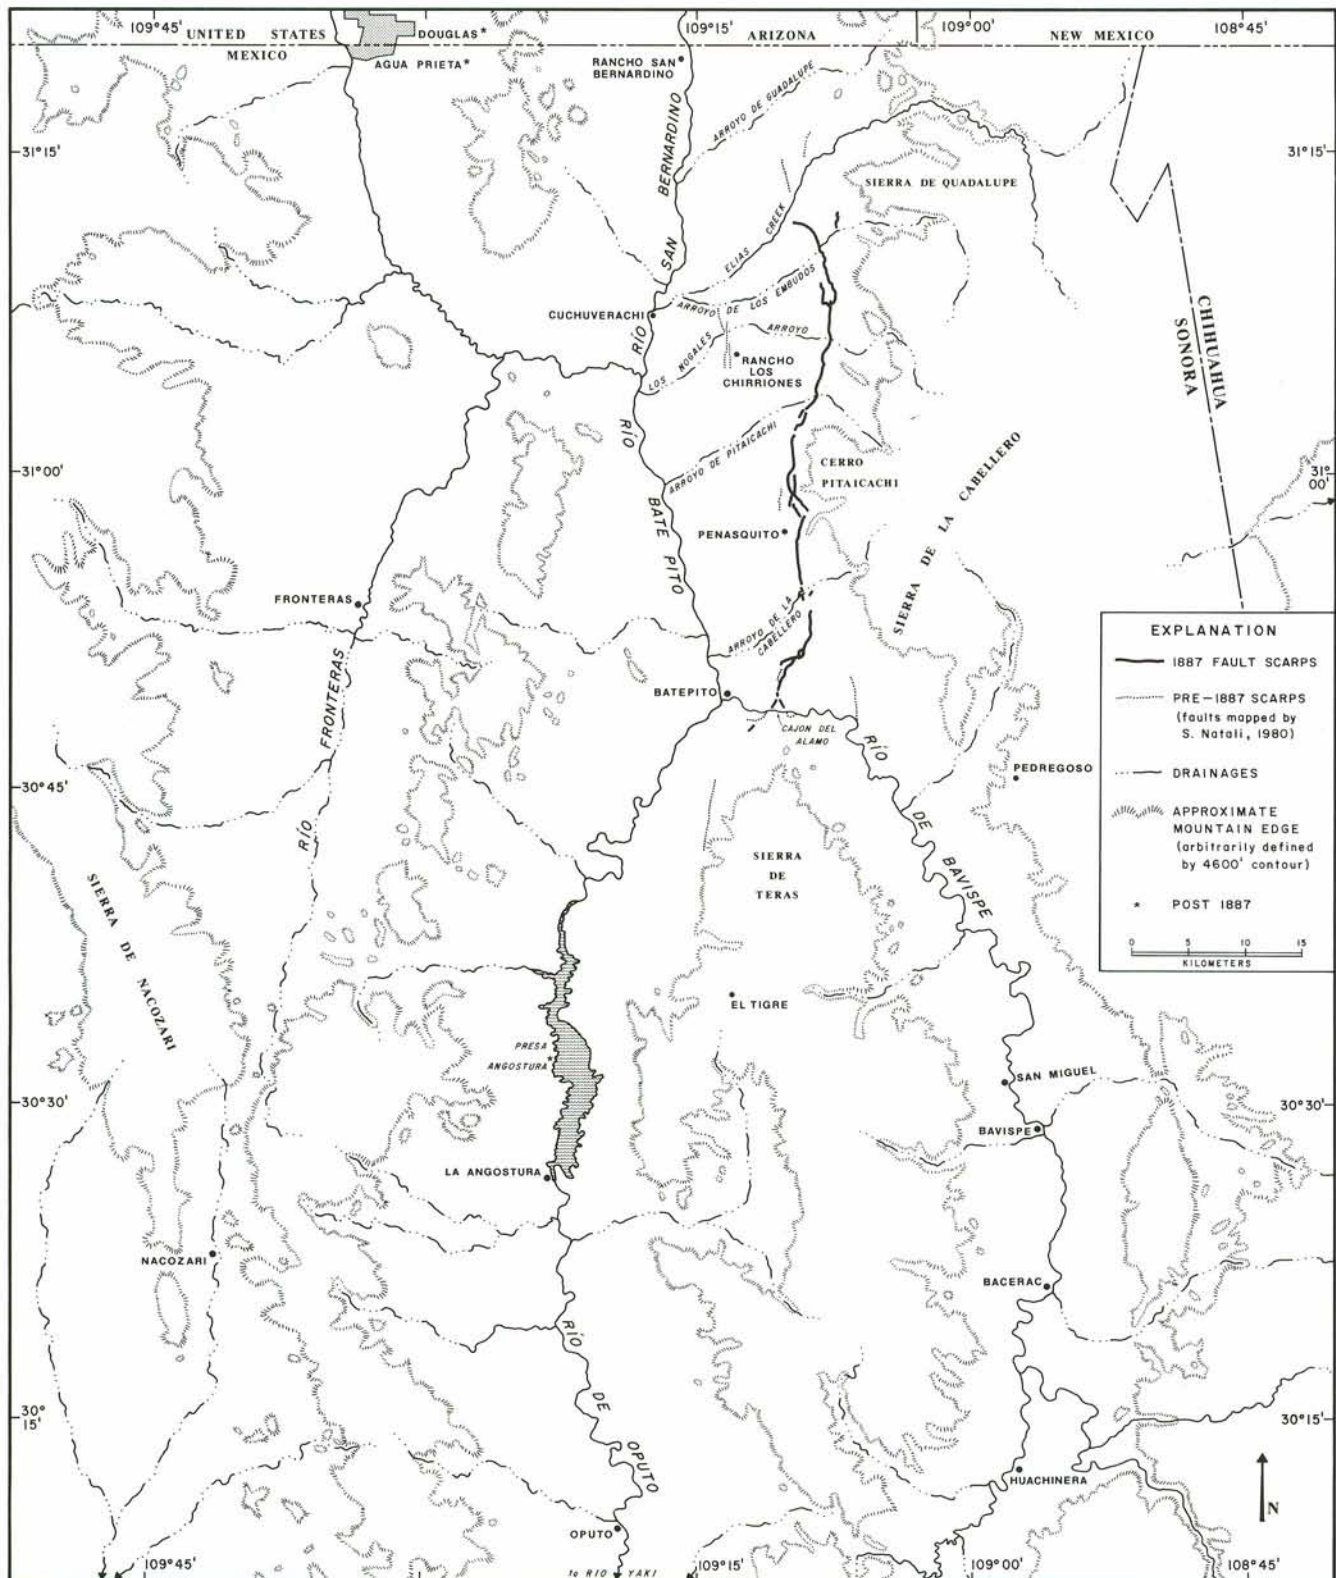 109°45'
109°15'
109°00'
108°45'
UNITED STATES
DOUGLAS*
ARIZONA
NEW MEXICO
MEXICO
AGUA PRIETA*
RANCHO SAN
BERNARDINO
ARROYO DE GUADALUPE
31°15'
31°15'
SIERRA DE QUADALUPE
RÍO SAN BERNARDINO
ELIAS CREEK
CUCHUVERACHI
ARROYO DE LOS EMBUDOS
LOS NOGALES ARROYO
RANCHO
LOS
CHIRRIONES
CHIHUAHUA
SONORA
RÍO BATE PITO
ARROYO DE PITAICACHI
31°00'
CERRO
PITAICACHI
31°
00'
SIERRA DE LA CABELLERO
PENASQUITO
FRONTERAS
ARROYO DE LA
CABELLERO
BATEPITO
CAJON DEL
ALAMO
RÍO FRONTERAS
RÍO DE BAVISPE
PEDREGOSO
30°45'
EXPLANATION
1887 FAULT SCARPS
PRE-1887 SCARPS
(faults mapped by
S. Natali, 1980)
DRAINAGES
APPROXIMATE
MOUNTAIN EDGE
(arbitrarily defined
by 4600' contour)
* POST 1887
0 5 10 15
KILOMETERS
SIERRA
DE
TERAS
SIERRA DE NACOZARI
EL TIGRE
PRESA
ANGOSTURA*
SAN MIGUEL
30°30'
30°30'
BAVISPE
LA ANGOSTURA
NACOZARI
BACERAC
RÍO DE OPUTO
30°
15'
30°15'
HUACHINERA
N
OPUTO
109°45'
to RIO YAKI
109°15'
109°00'
108°45'